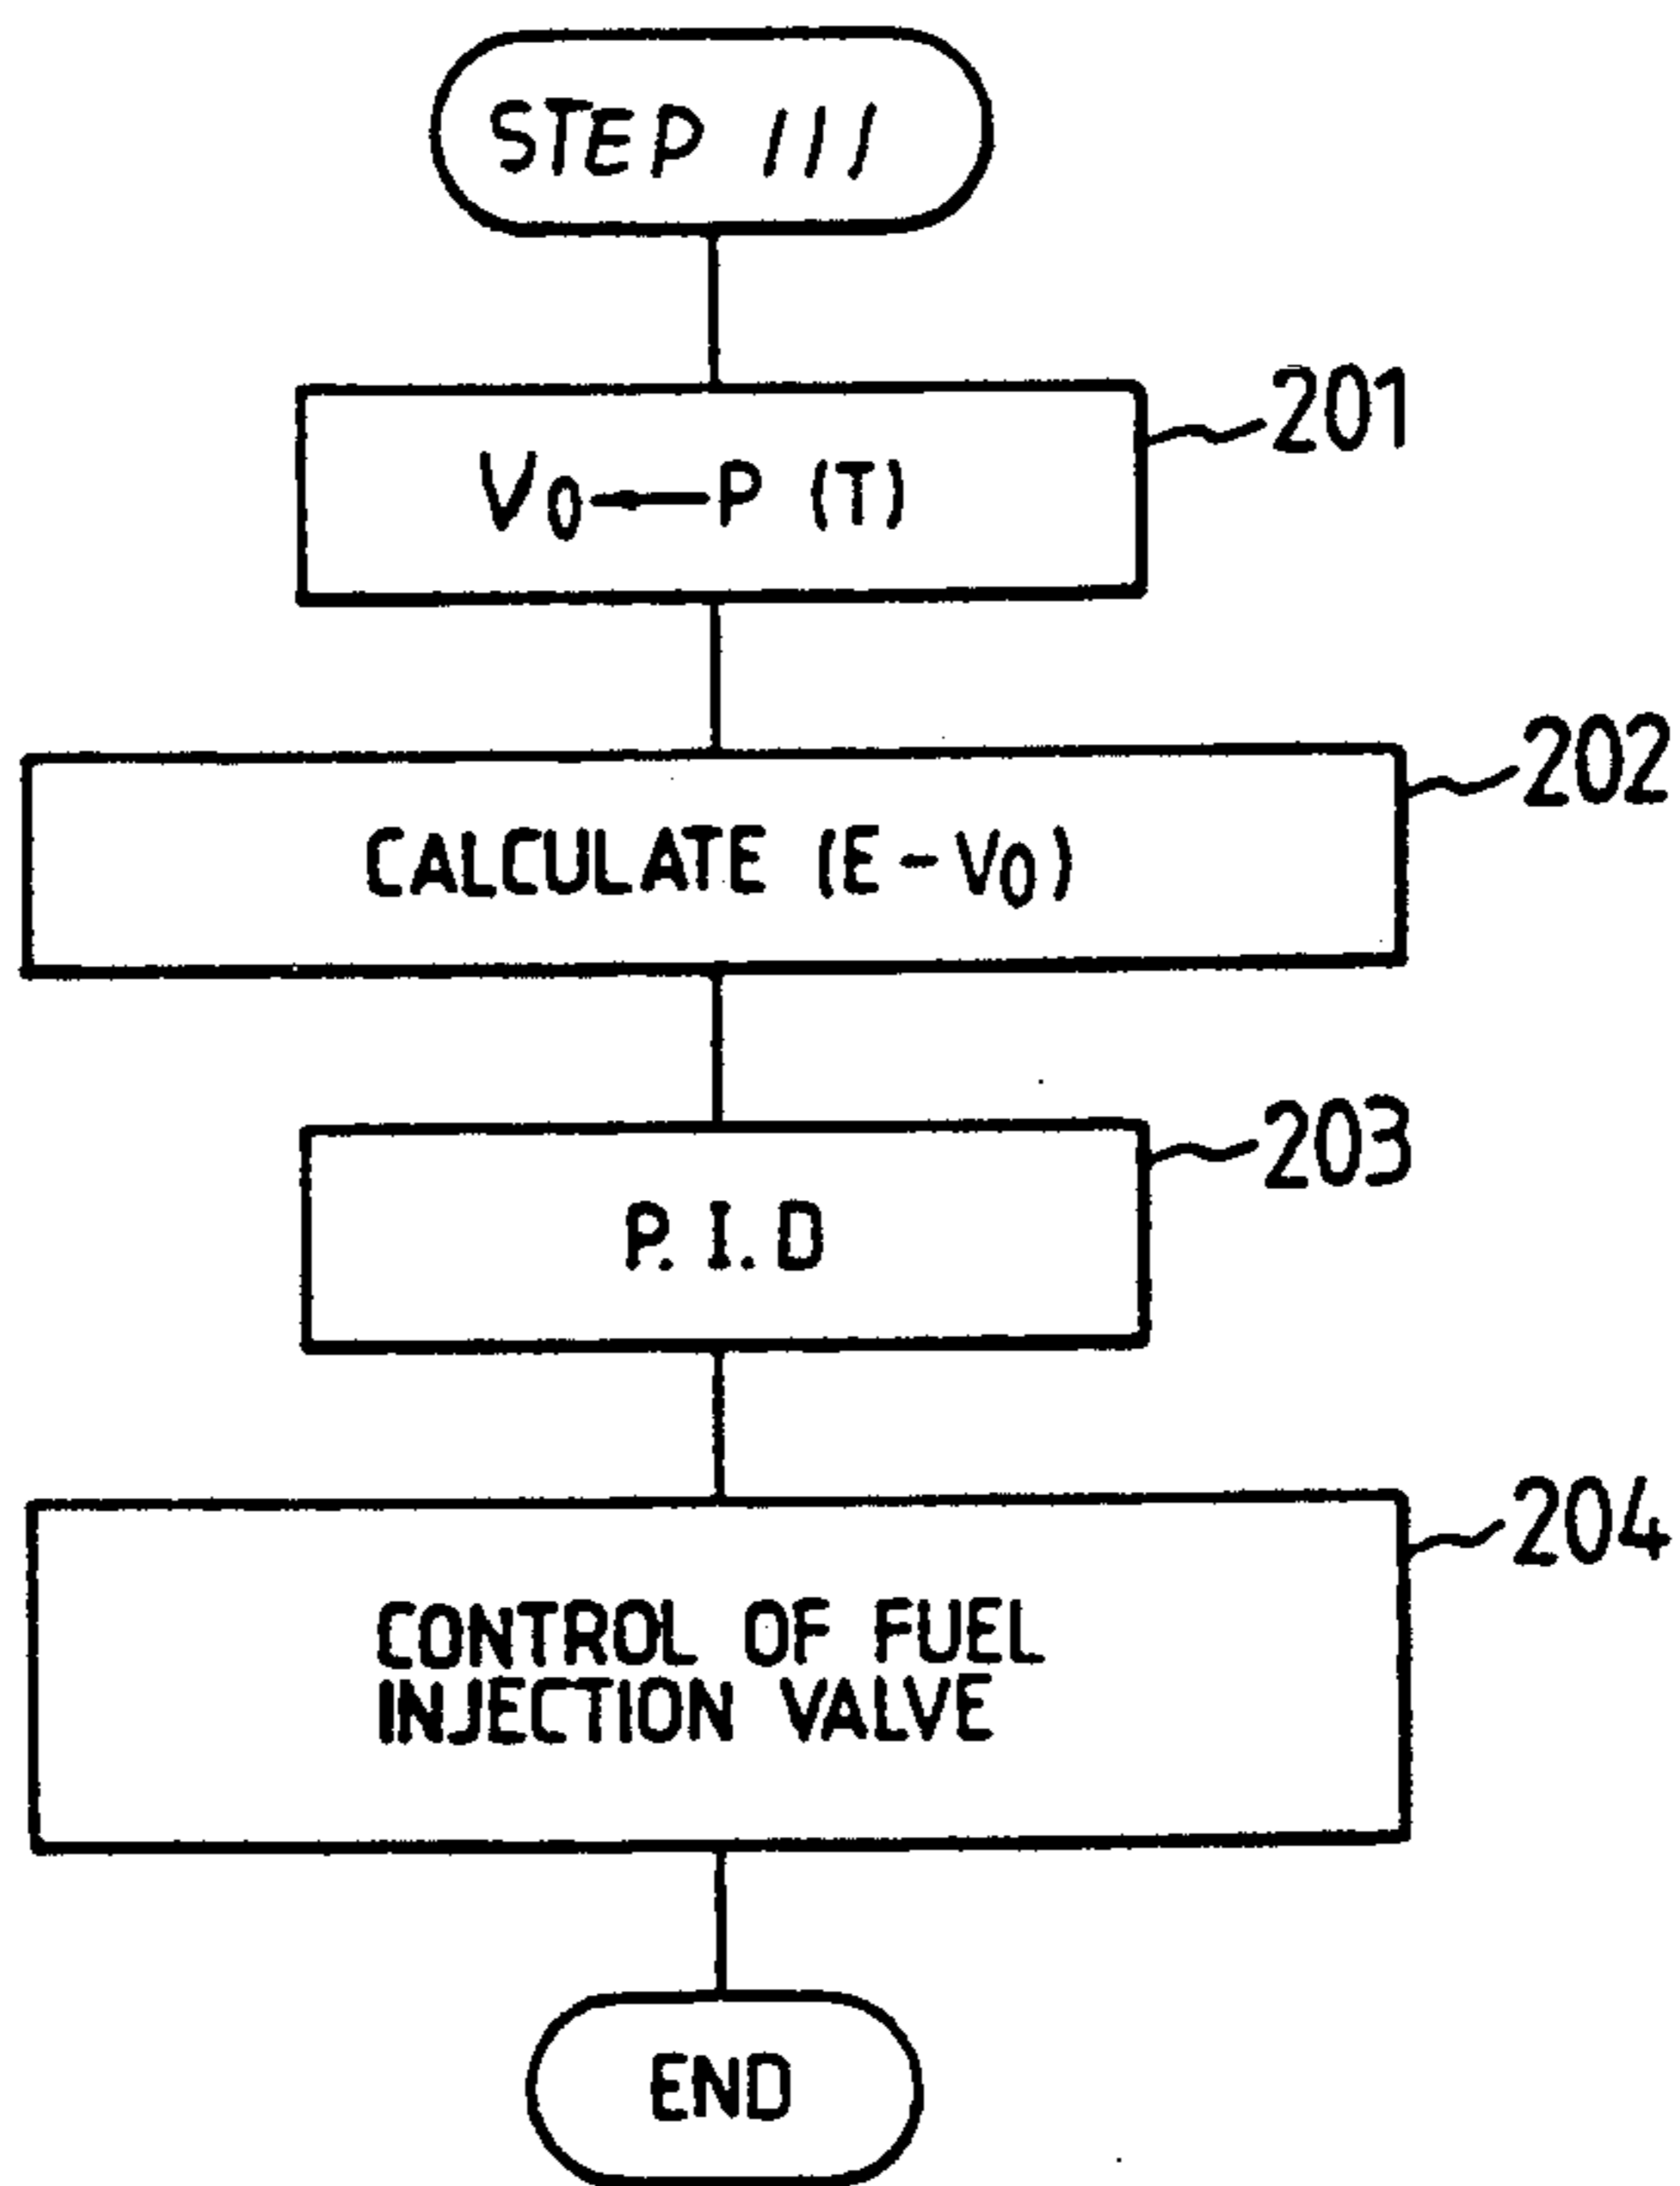 STEP 111
V₀ ← P (T)
201
CALCULATE (E - V₀)
202
P. I. D
203
CONTROL OF FUEL
INJECTION VALVE
204
END